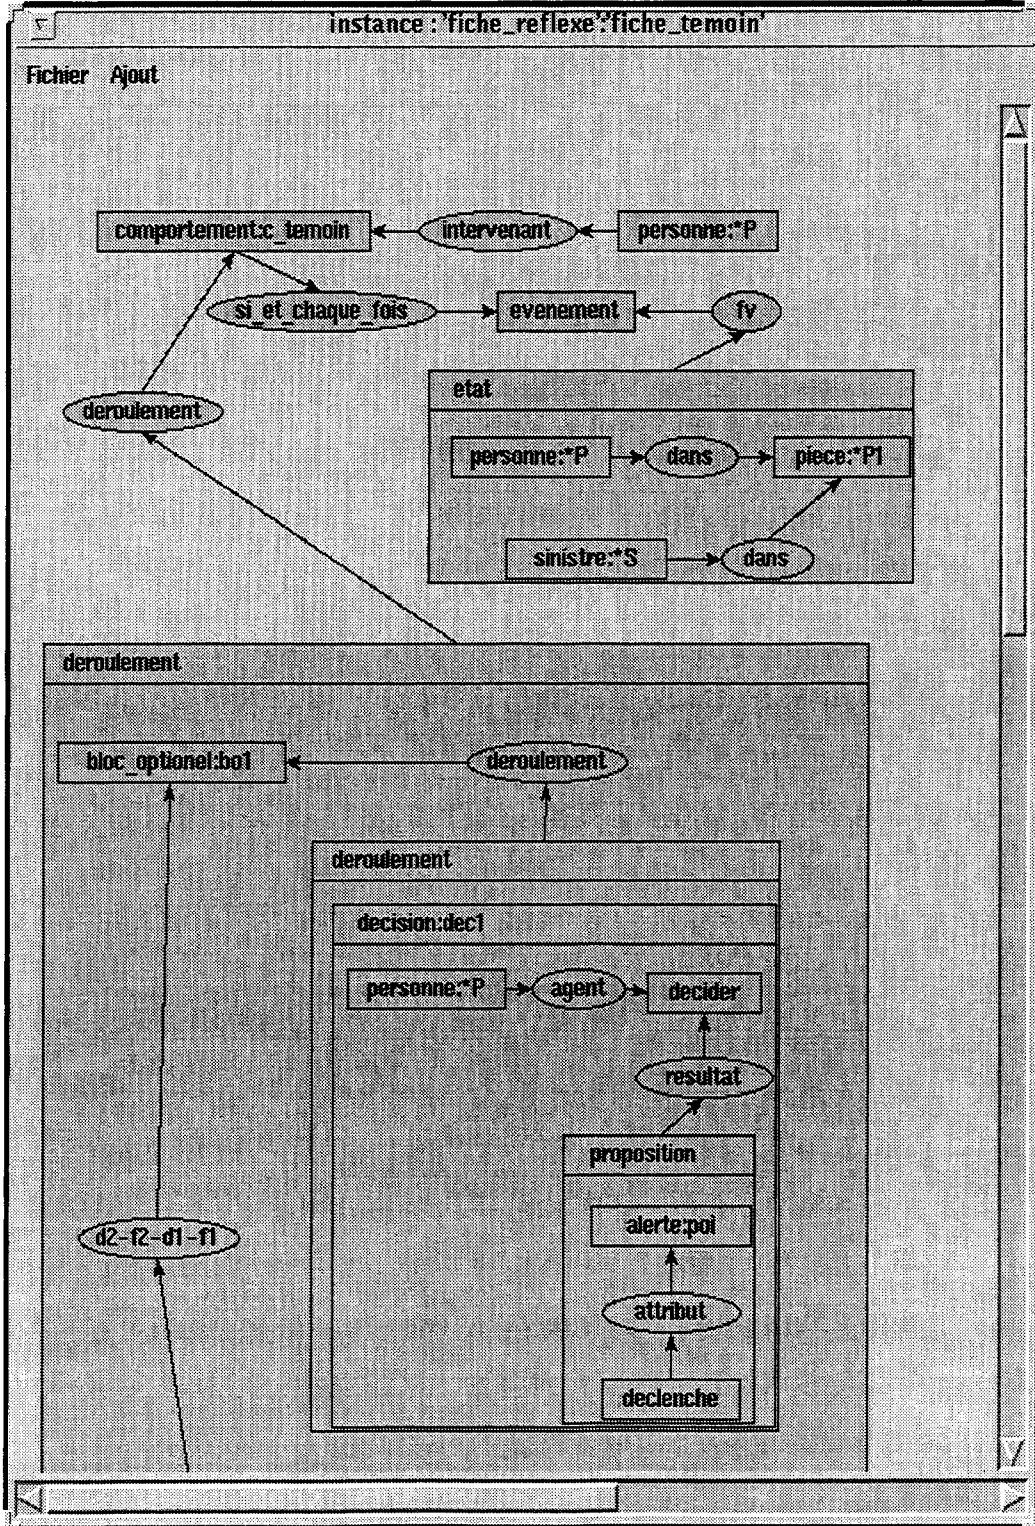 instance : 'fiche_reflexe':'fiche_temoin'
Fichier Ajout
comportement:c_temoin intervenant personne:*P
si_et_chaque_fois evenement fv
etat
deroulement
personne:*P dans piece:*P1
sinistre:*S dans
deroulement
bloc_optionel:bo1 deroulement
deroulement
decision:dec1
personne:*P agent decider
resultat
proposition
alerte:poi
d2-f2-d1-f1
attribut
declenche